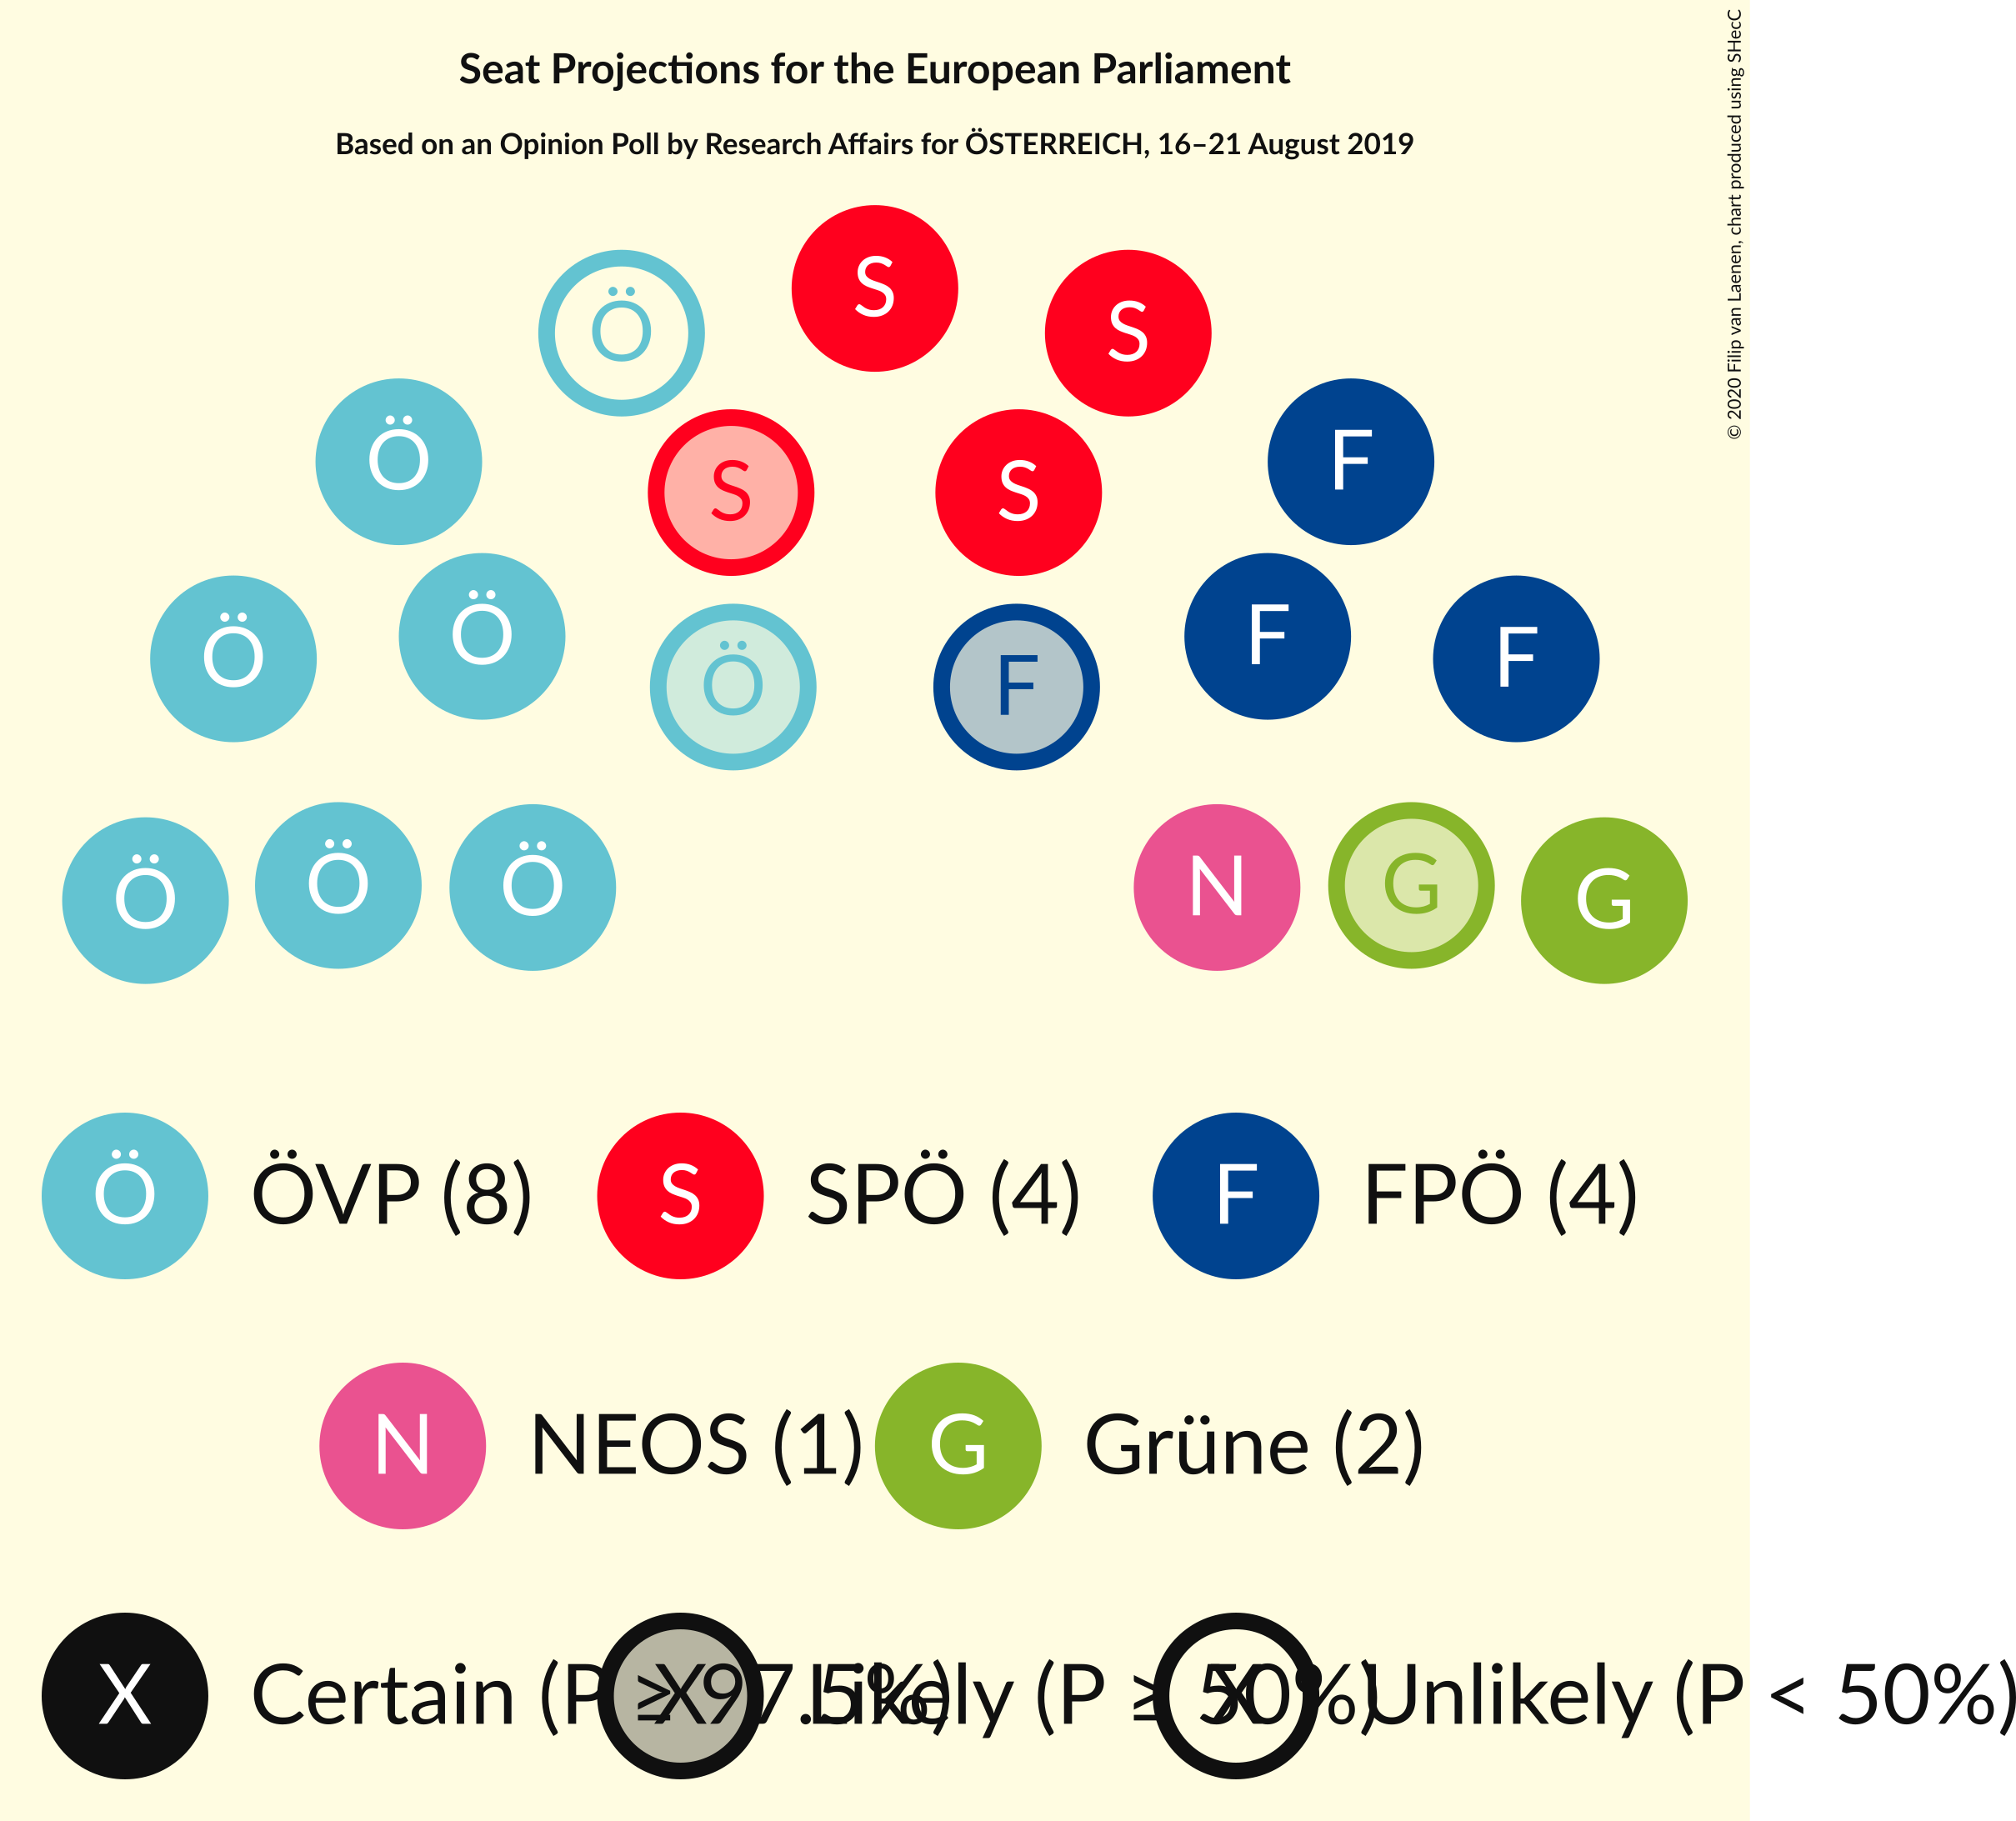 Seat Projections for the European Parliament
Based on an Opinion Poll by Research Affairs for ÖSTERREICH, 16–21 August 2019
© 2020 Filip van Laenen, chart produced using SHecC
S
Ö S
Ö F
S S
Ö Ö F F
Ö F
Ö Ö Ö N G G
Ö ÖVP (8) S SPÖ (4) F FPÖ (4)
N NEOS (1) G Grüne (2)
X Certain (P ≥ 97.5%) X Likely (P ≥ 50%) X Unlikely (P < 50%)